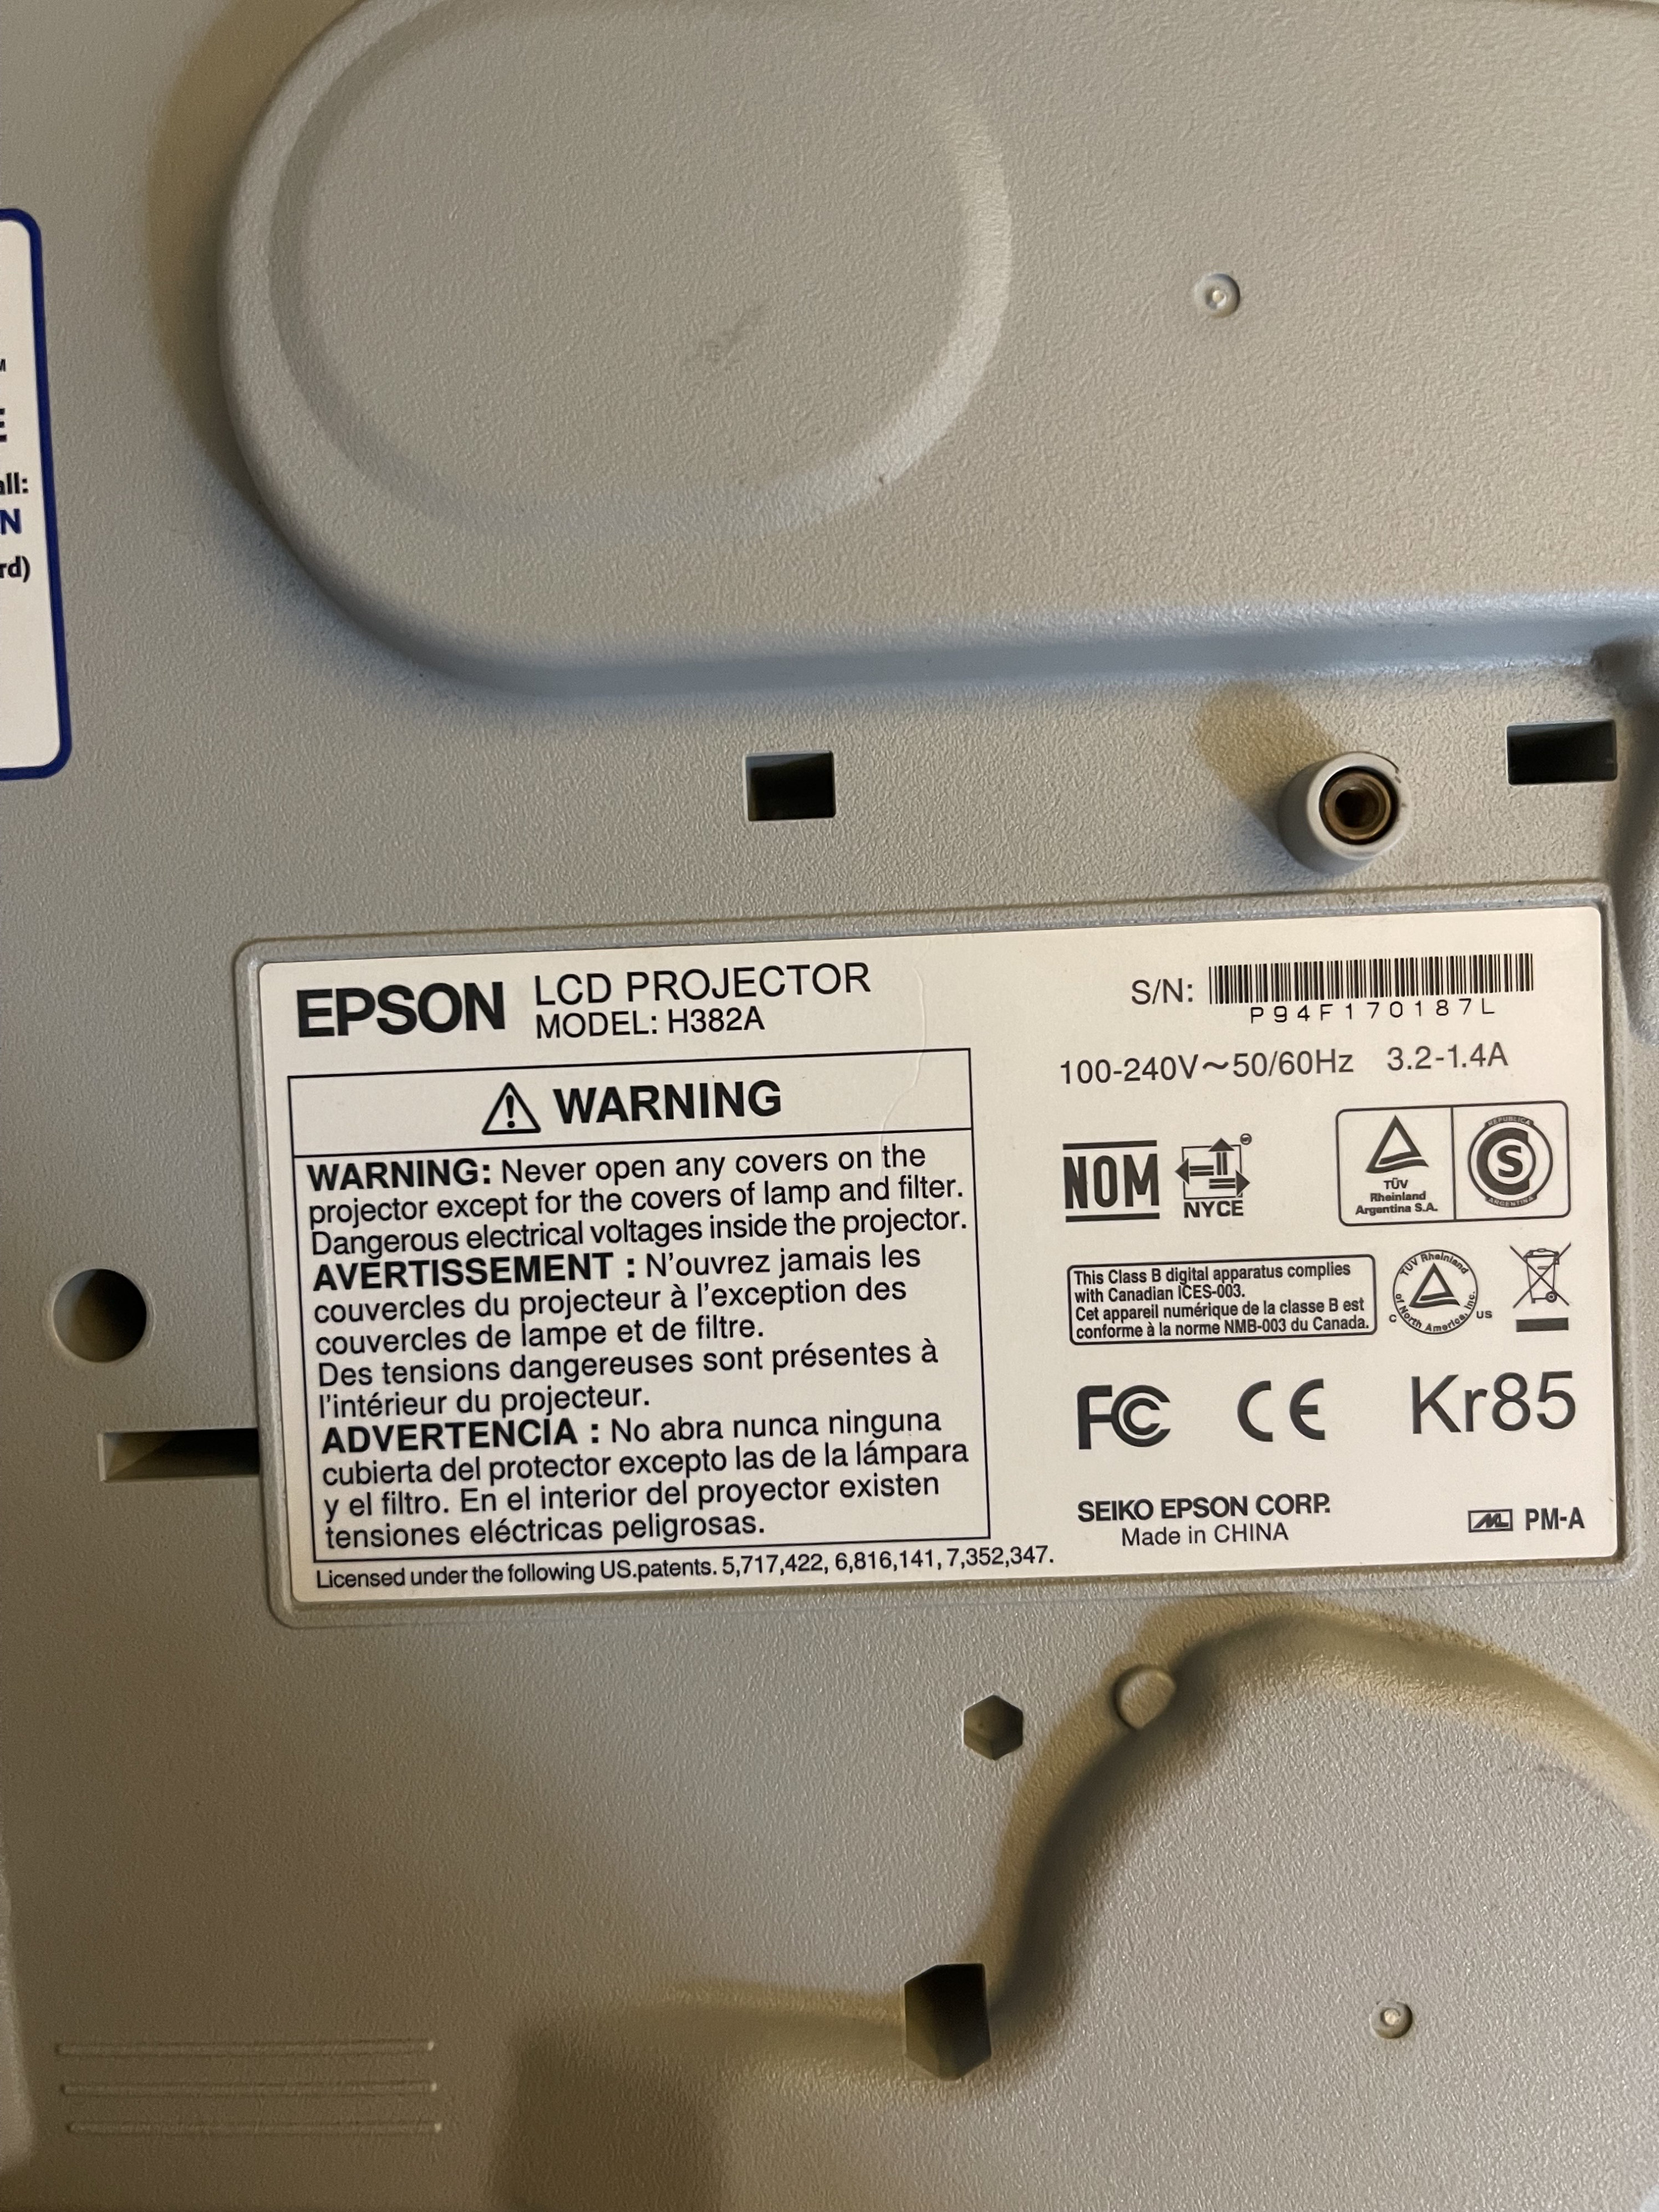 M
E
all:
N
rd)
EPSON LCD PROJECTOR
MODEL: H382A
S/N:
P94F170187L
100-240V～50/60Hz 3.2-1.4A
WARNING
WARNING: Never open any covers on the
projector except for the covers of lamp and filter.
Dangerous electrical voltages inside the projector.
AVERTISSEMENT : N'ouvrez jamais les
couvercles du projecteur à l'exception des
couvercles de lampe et de filtre.
Des tensions dangereuses sont présentes à
l'intérieur du projecteur.
ADVERTENCIA : No abra nunca ninguna
cubierta del protector excepto las de la lámpara
y el filtro. En el interior del proyector existen
tensiones eléctricas peligrosas.
Licensed under the following US.patents. 5,717,422, 6,816,141, 7,352,347.
NOM
NYCE
TÜV
Rheinland
Argentina S.A.
REPUBLICA
S
ARGENTINA
This Class B digital apparatus complies
with Canadian ICES-003.
Cet appareil numérique de la classe B est
conforme à la norme NMB-003 du Canada.
TÜV Rheinland
of North America, Inc.
C US
FC CE Kr85
SEIKO EPSON CORP.
Made in CHINA
PM-A